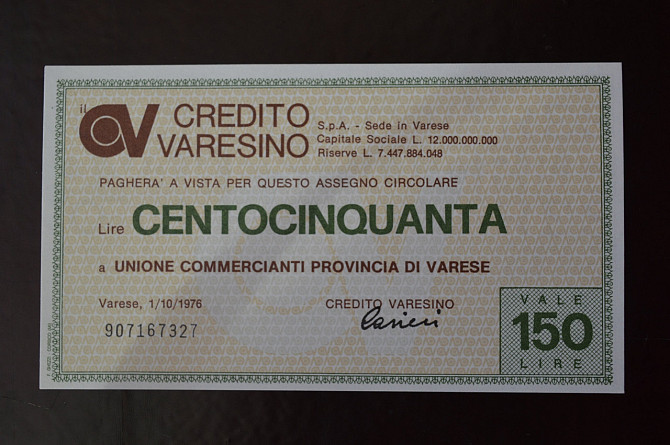 il
CREDITO
VARESINO
S.p.A. - Sede in Varese
Capitale Sociale L. 12.000.000.000
Riserve L. 7.447.884.048
PAGHERA' A VISTA PER QUESTO ASSEGNO CIRCOLARE
Lire CENTOCINQUANTA
a UNIONE COMMERCIANTI PROVINCIA DI VARESE
Varese, 1/10/1976
CREDITO VARESINO
907167327
VALE
150
LIRE